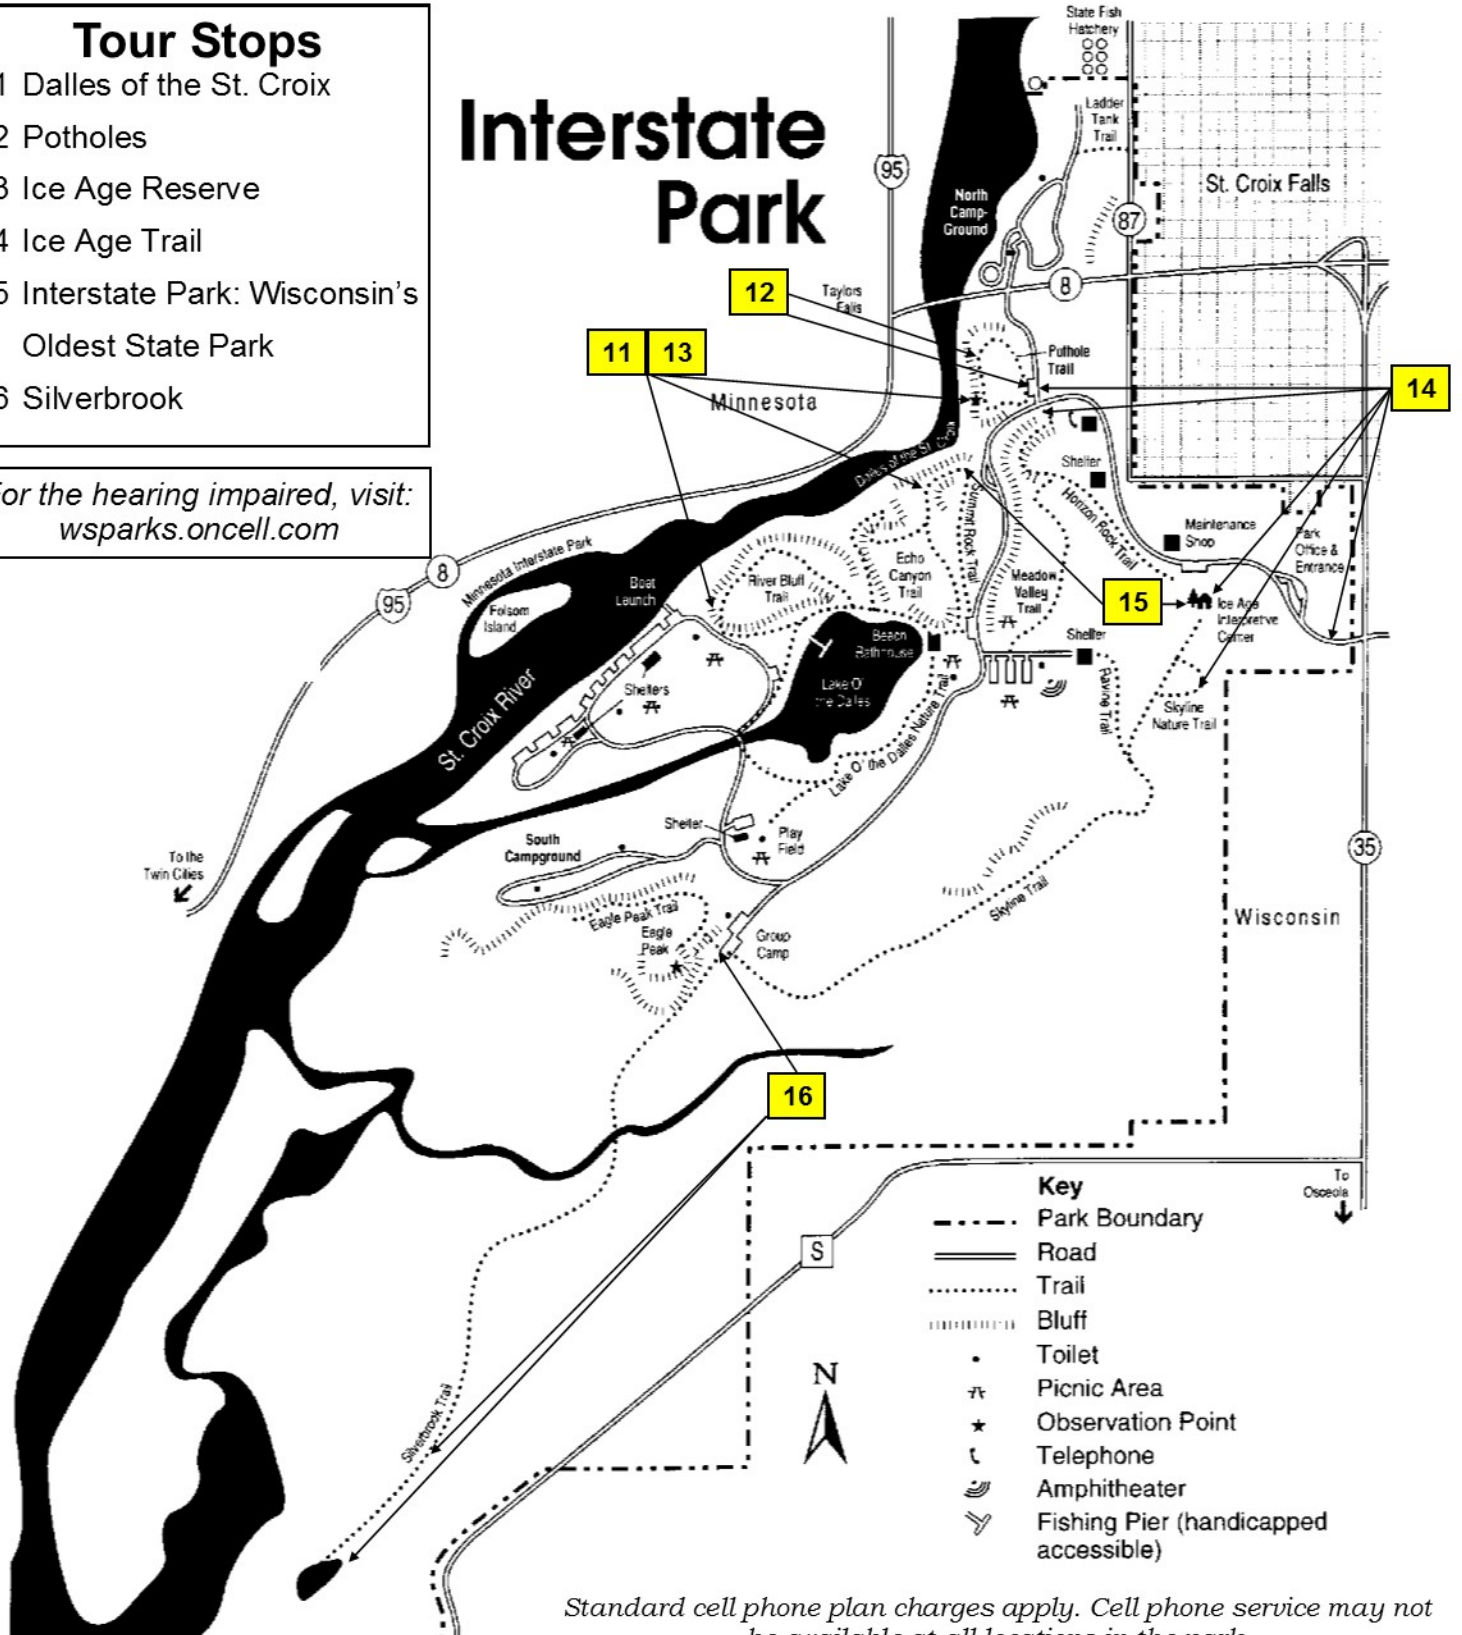 Tour Stops
1 Dalles of the St. Croix
2 Potholes
3 Ice Age Reserve
4 Ice Age Trail
5 Interstate Park: Wisconsin's
Oldest State Park
6 Silverbrook
or the hearing impaired, visit:
wsparks.oncell.com
Interstate
Park
State Fish
Hatchery
Ladder
Tank
Trail
95
St. Croix Falls
North
Camp-
Ground
87
8
12
Taylors
Falls
11
13
Pothole
Trail
14
Minnesota
Dalles of the St. Croix
Shelter
Summit Rock Trail
Horizon Rock Trail
Maintenance
Shop
Park
Office &
Entrance
Minnesota Interstate Park
8
95
Folsom
Island
Boat
Launch
River Bluff
Trail
Echo
Canyon
Trail
Meadow
Valley
Trail
15
Ice Age
Interpretive
Center
Beach
Bathhouse
Shelter
Lake O'
the Dalles
Shelters
Ravine Trail
Skyline
Nature Trail
St. Croix River
Lake O' the Dalles Nature Trail
Shelter
Play
Field
South
Campground
35
To the
Twin Cities
Eagle Peak Trail
Eagle
Peak
Group
Camp
Skyline Trail
Wisconsin
16
To
Osceola
S
Silverbrook Trail
N
Key
Park Boundary
Road
Trail
Bluff
Toilet
Picnic Area
Observation Point
Telephone
Amphitheater
Fishing Pier (handicapped
accessible)
Standard cell phone plan charges apply. Cell phone service may not
be available at all locations in the park